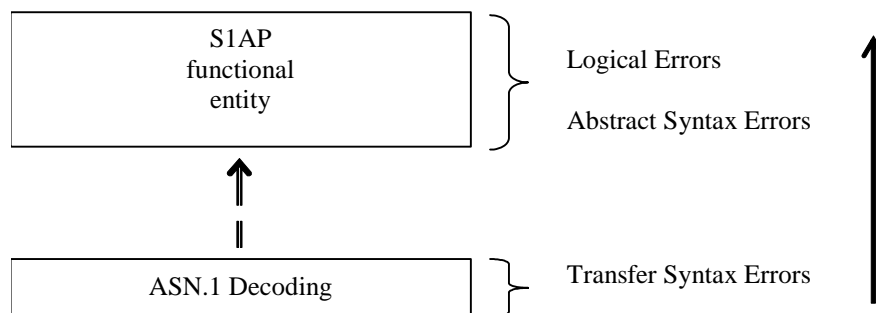 S1AP
functional
entity
Logical Errors
Abstract Syntax Errors
ASN.1 Decoding
Transfer Syntax Errors